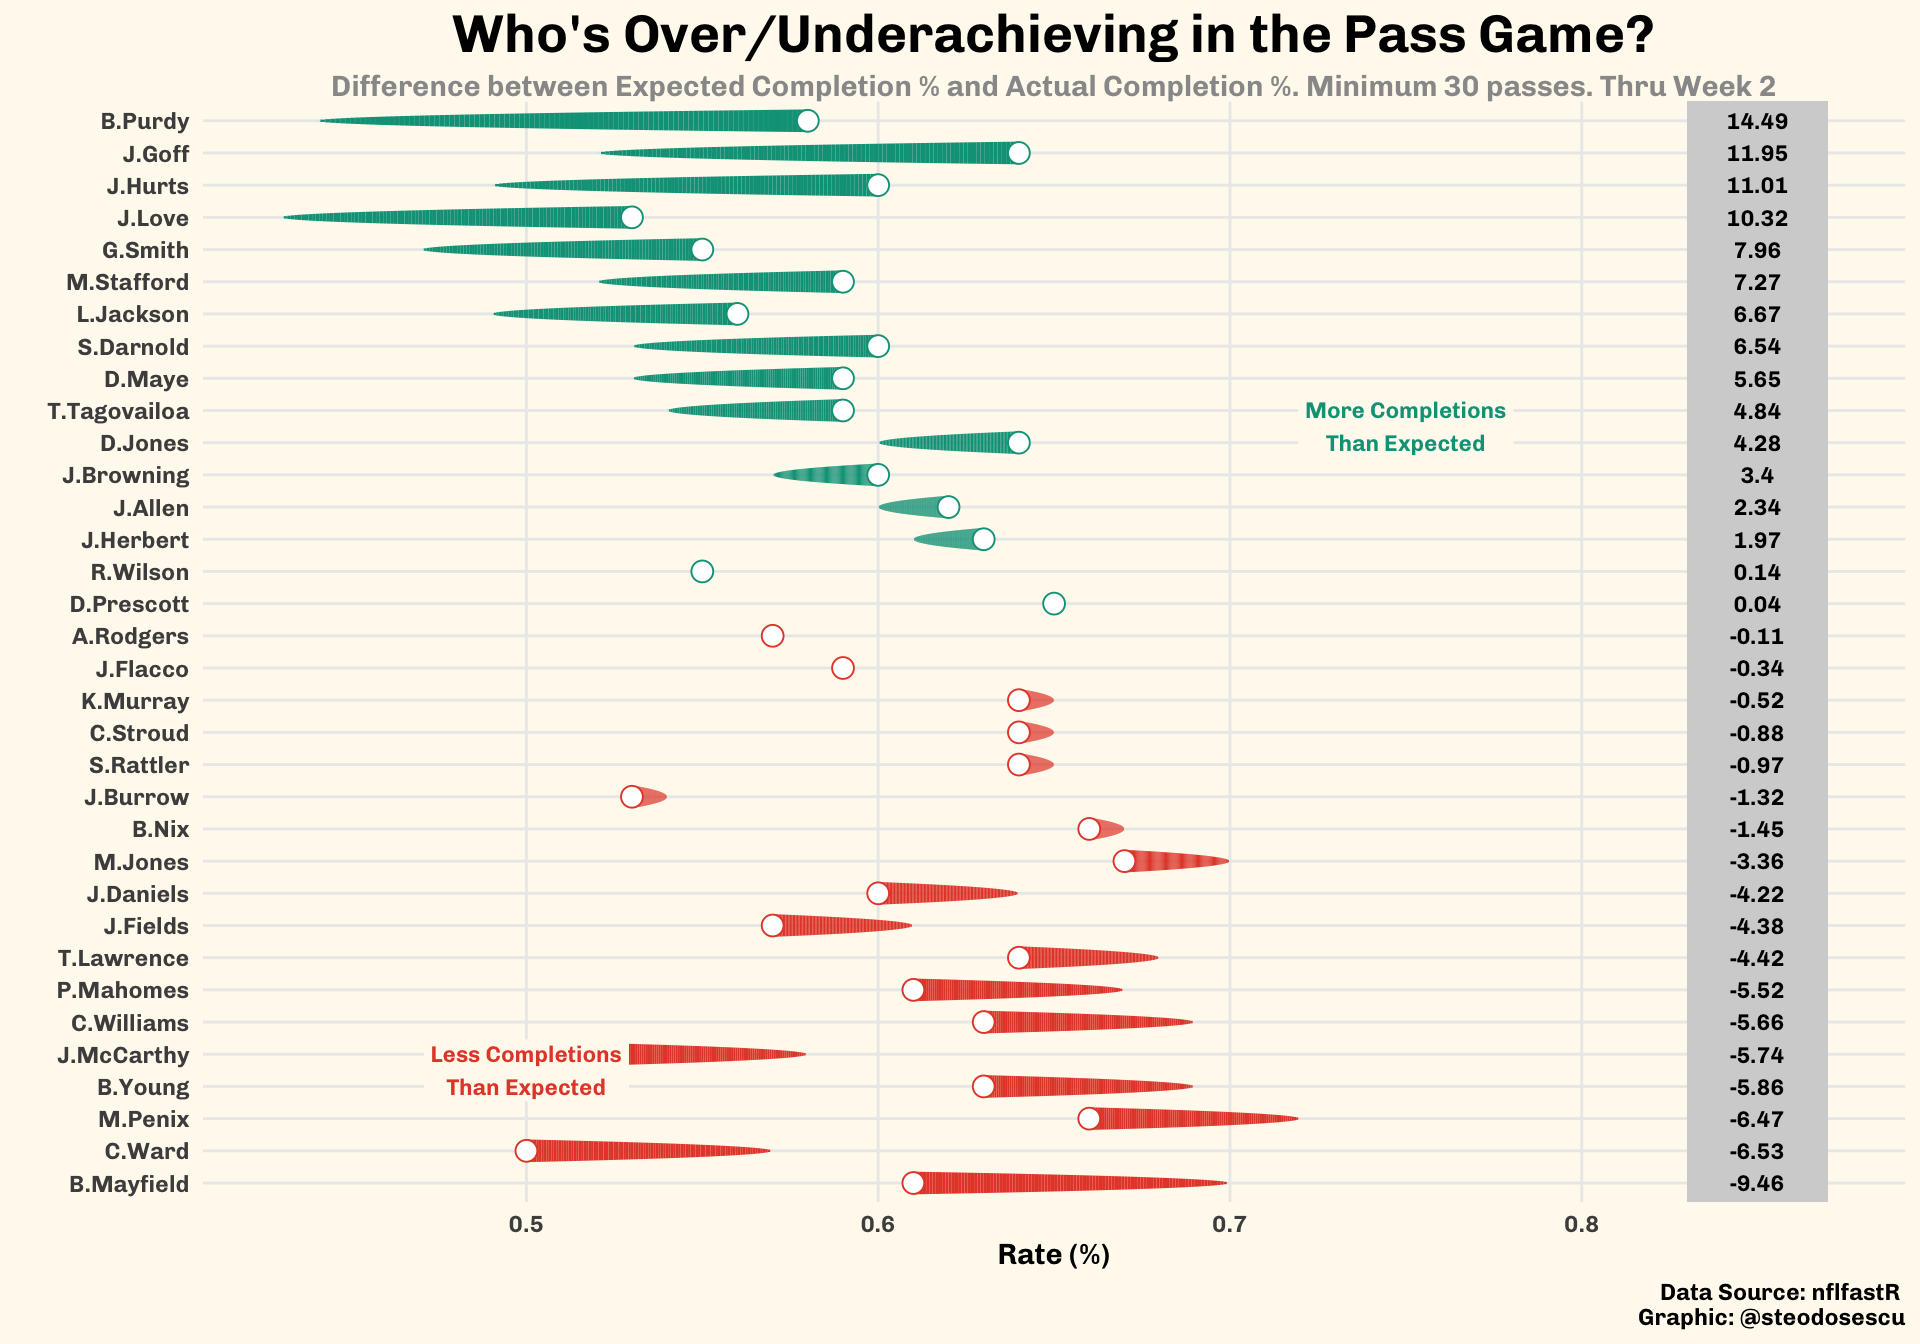 Who's Over/Underachieving in the Pass Game?
Difference between Expected Completion % and Actual Completion %. Minimum 30 passes. Thru Week 2
B.Purdy 14.49
J.Goff 11.95
J.Hurts 11.01
J.Love 10.32
G.Smith 7.96
M.Stafford 7.27
L.Jackson 6.67
S.Darnold 6.54
D.Maye 5.65
T.Tagovailoa More Completions 4.84
D.Jones Than Expected 4.28
J.Browning 3.4
J.Allen 2.34
J.Herbert 1.97
R.Wilson 0.14
D.Prescott 0.04
A.Rodgers -0.11
J.Flacco -0.34
K.Murray -0.52
C.Stroud -0.88
S.Rattler -0.97
J.Burrow -1.32
B.Nix -1.45
M.Jones -3.36
J.Daniels -4.22
J.Fields -4.38
T.Lawrence -4.42
P.Mahomes -5.52
C.Williams -5.66
J.McCarthy Less Completions -5.74
B.Young Than Expected -5.86
M.Penix -6.47
C.Ward -6.53
B.Mayfield -9.46
0.5 0.6 0.7 0.8
Rate (%)
Data Source: nflfastR
Graphic: @steodosescu